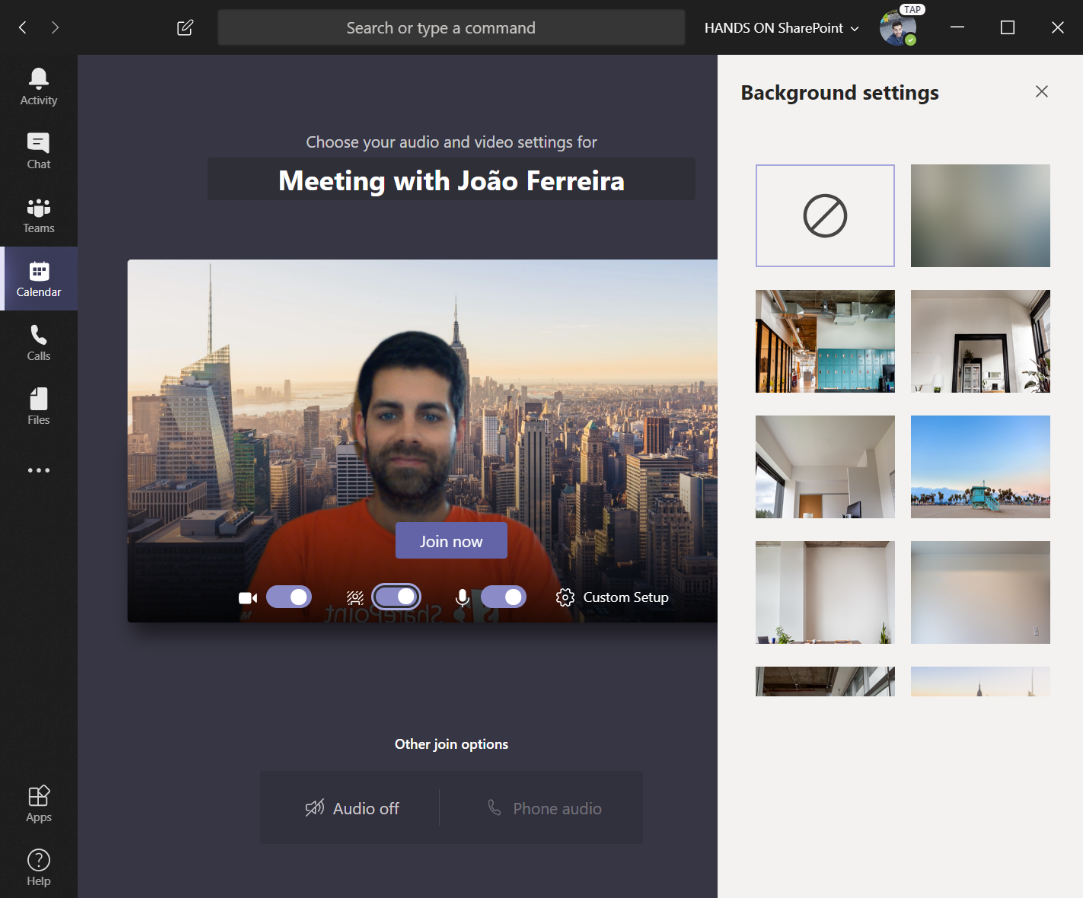 Search or type a command
HANDS ON SharePoint
TAP
Activity
Chat
Teams
Calendar
Calls
Files
Apps
Help
Choose your audio and video settings for
Meeting with João Ferreira
Join now
Custom Setup
SharePoint
Other join options
Audio off
Phone audio
Background settings